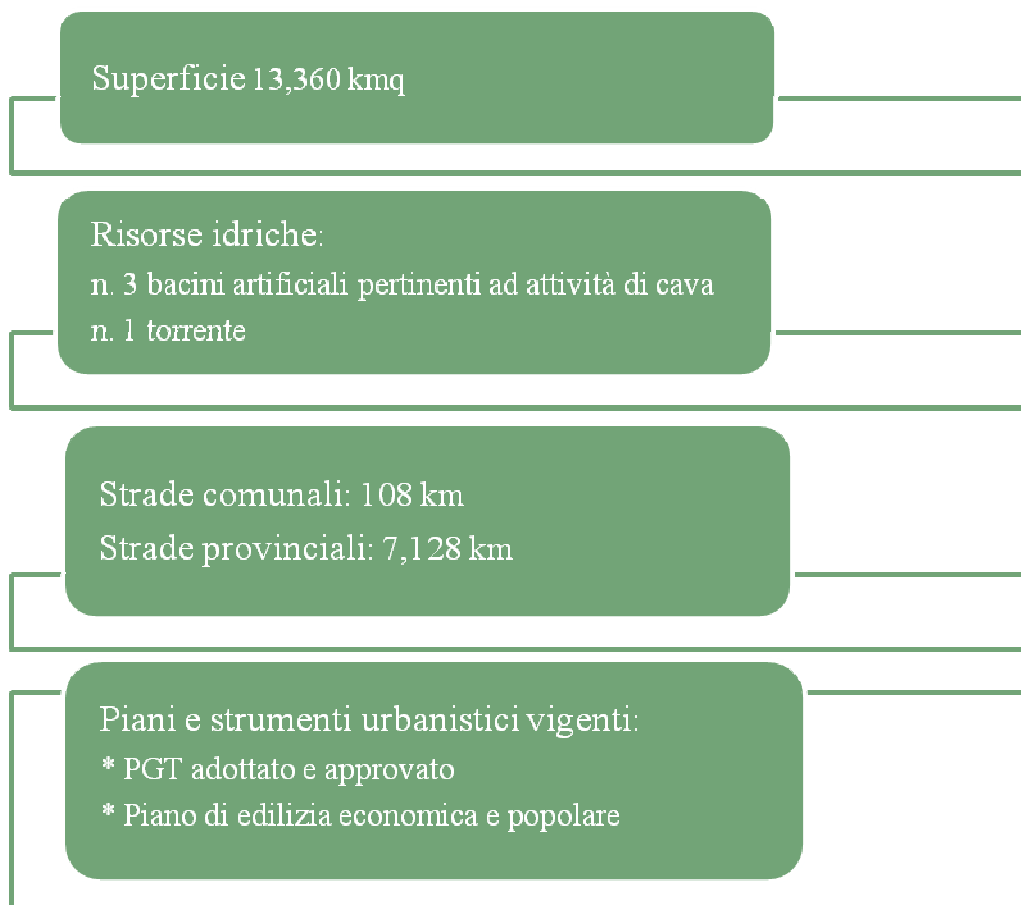 Superficie 13,360 kmq
Risorse idriche:
n. 3 bacini artificiali pertinenti ad attività di cava
n. 1 torrente
Strade comunali: 108 km
Strade provinciali: 7,128 km
Piani e strumenti urbanistici vigenti:
* PGT adottato e approvato
* Piano di edilizia economica e popolare